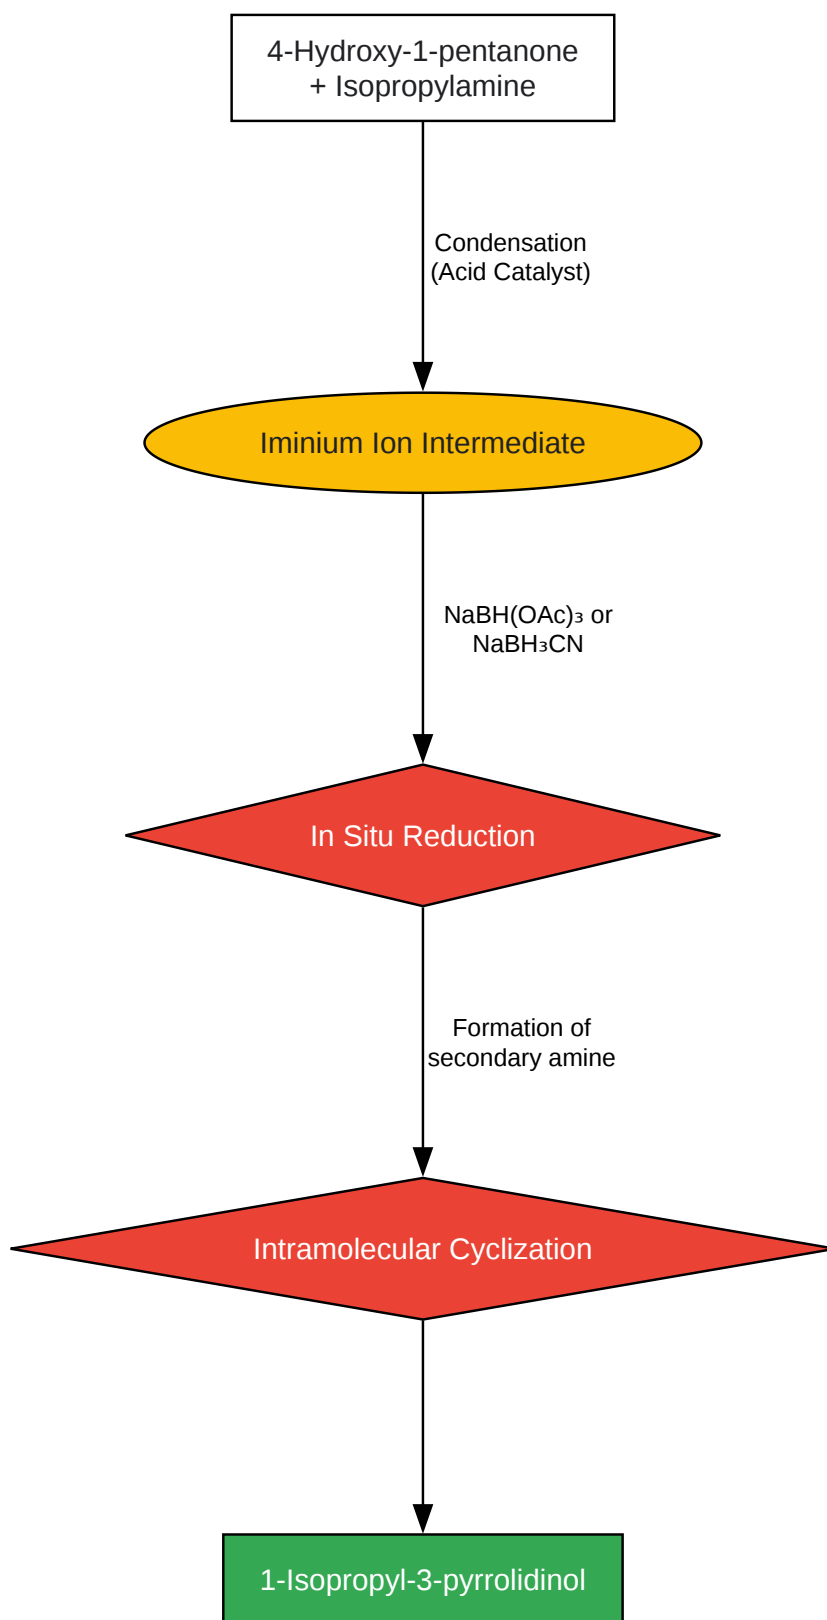 4-Hydroxy-1-pentanone
+ Isopropylamine
Condensation
(Acid Catalyst)
Iminium Ion Intermediate
NaBH(OAc)₃ or
NaBH₃CN
In Situ Reduction
Formation of
secondary amine
Intramolecular Cyclization
1-Isopropyl-3-pyrrolidinol